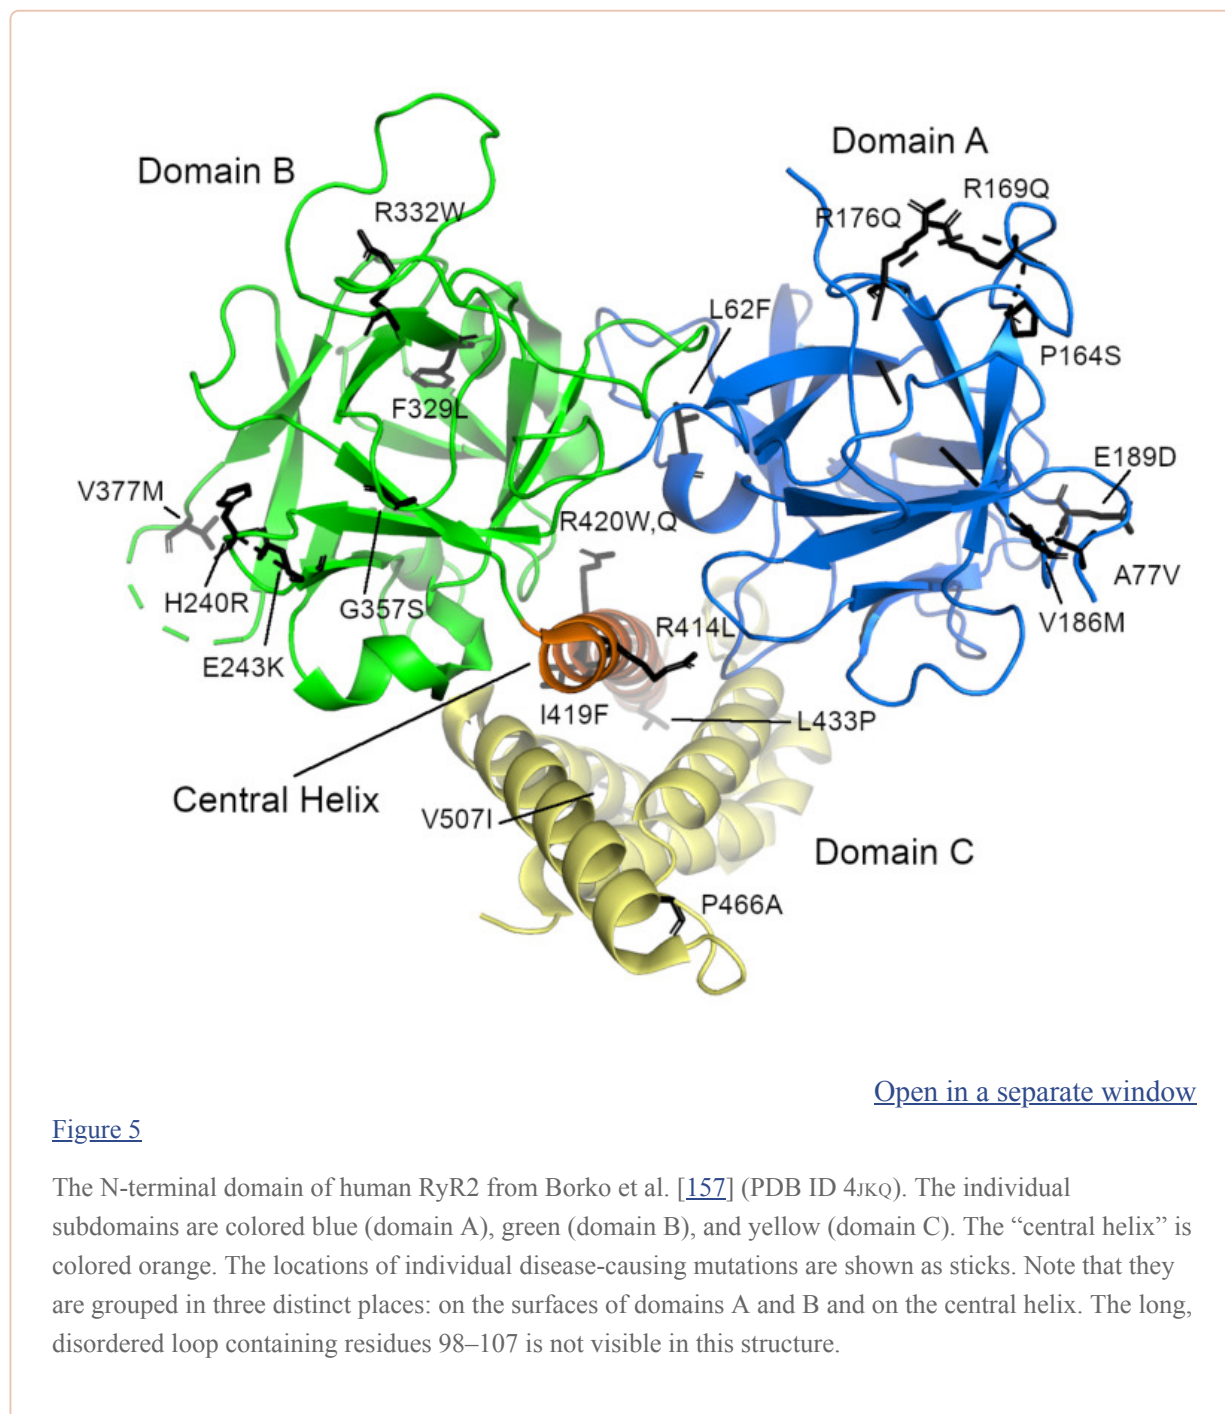 Domain A
Domain B
R169Q
R176Q
R332W
L62F
P164S
F329L
E189D
V377M
R420W,Q
A77V
H240R
G357S
R414L
V186M
E243K
I419F
L433P
Central Helix
V507I
Domain C
P466A
Open in a separate window
Figure 5
The N-terminal domain of human RyR2 from Borko et al. [157] (PDB ID 4JKQ). The individual
subdomains are colored blue (domain A), green (domain B), and yellow (domain C). The “central helix” is
colored orange. The locations of individual disease-causing mutations are shown as sticks. Note that they
are grouped in three distinct places: on the surfaces of domains A and B and on the central helix. The long,
disordered loop containing residues 98–107 is not visible in this structure.